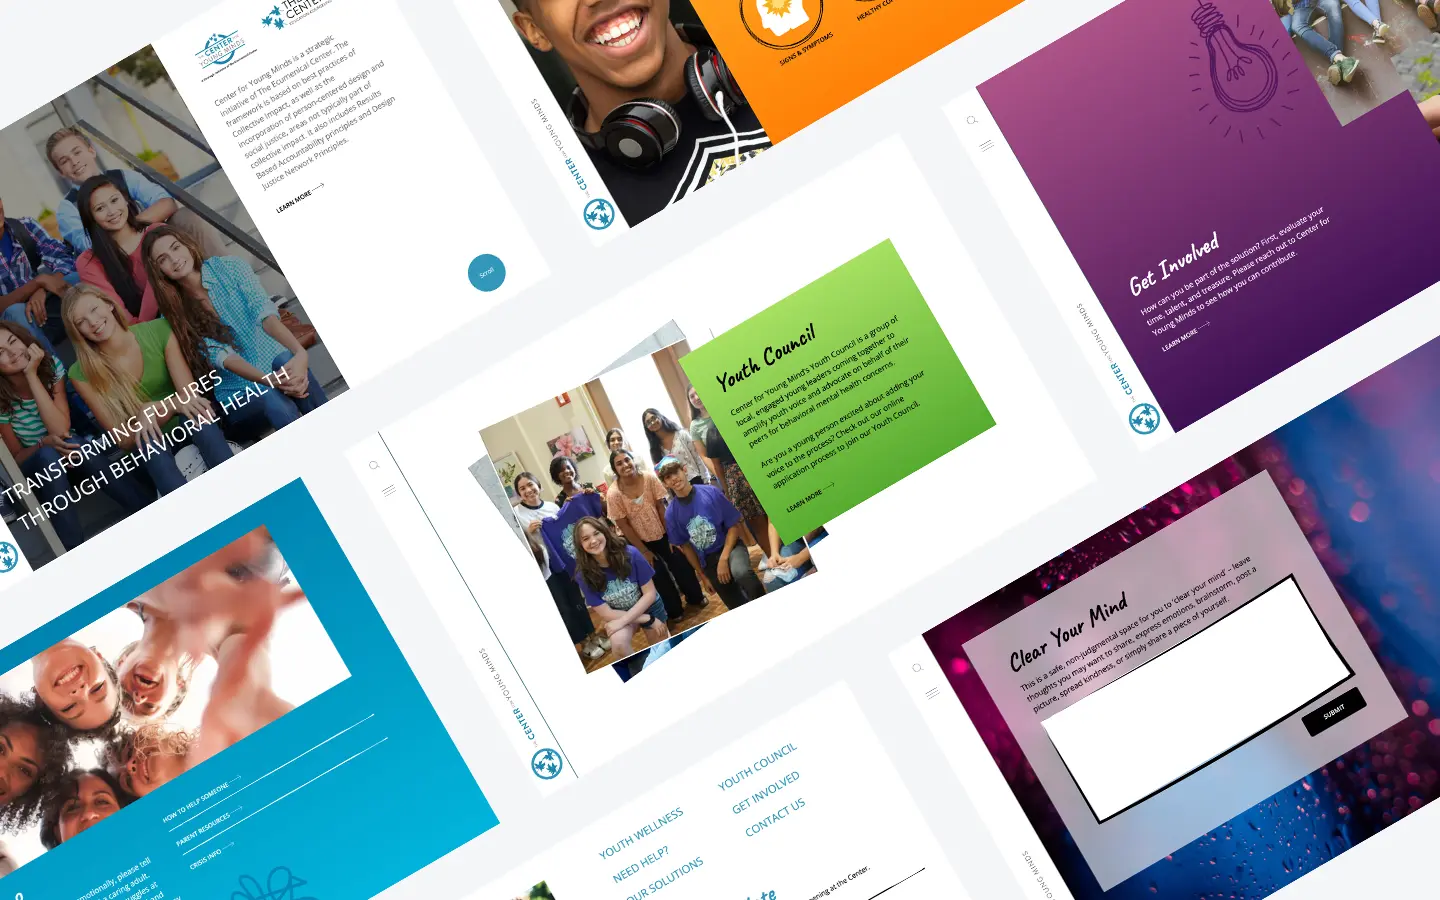 CENTER
YOUNG MINDS
THE
CENTER
Center for Young Minds is a strategic
initiative of The Ecumenical Center. The
framework is based on best practices of
Collective Impact, as well as the
incorporation of person-centered design and
social justice, areas not typically part of
collective impact. It also includes Results
Based Accountability principles and Design
Justice Network Principles.
LEARN MORE
Scroll
TRANSFORMING FUTURES
THROUGH BEHAVIORAL HEALTH
SIGNS & SYMPTOMS
HEALTHY CO
THE CENTER FOR YOUNG MINDS
Get Involved
How can you be part of the solution? First, evaluate your
time, talent, and treasure. Please reach out to Center for
Young Minds to see how you can contribute.
LEARN MORE
THE CENTER FOR YOUNG MINDS
Youth Council
Center for Young Mind's Youth Council is a group of
local, engaged young leaders coming together to
amplify youth voice and advocate on behalf of their
peers for behavioral mental health concerns.
Are you a young person excited about adding your
voice to the process? Check out our online
application process to join our Youth Council.
LEARN MORE
THE CENTER FOR YOUNG MINDS
HOW TO HELP SOMEONE
PARENT RESOURCES
CRISIS INFO
emotionally, please tell
a caring adult.
uggles at
Clear Your Mind
This is a safe, non-judgmental space for you to 'clear your mind' – leave
thoughts you may want to share, express emotions, brainstorm, post a
picture, spread kindness, or simply share a piece of yourself.
SUBMIT
YOUNG MINDS
YOUTH WELLNESS
NEED HELP?
OUR SOLUTIONS
YOUTH COUNCIL
GET INVOLVED
CONTACT US
pening at the Center.